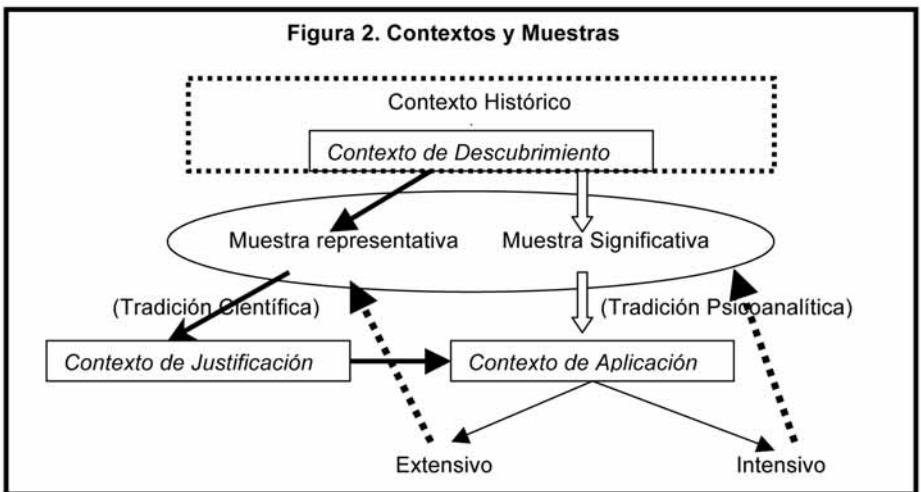 Figura 2. Contextos y Muestras
Contexto Histórico
Contexto de Descubrimiento
Muestra representativa Muestra Significativa
(Tradición Científica) (Tradición Psicoanalítica)
Contexto de Justificación Contexto de Aplicación
Extensivo Intensivo